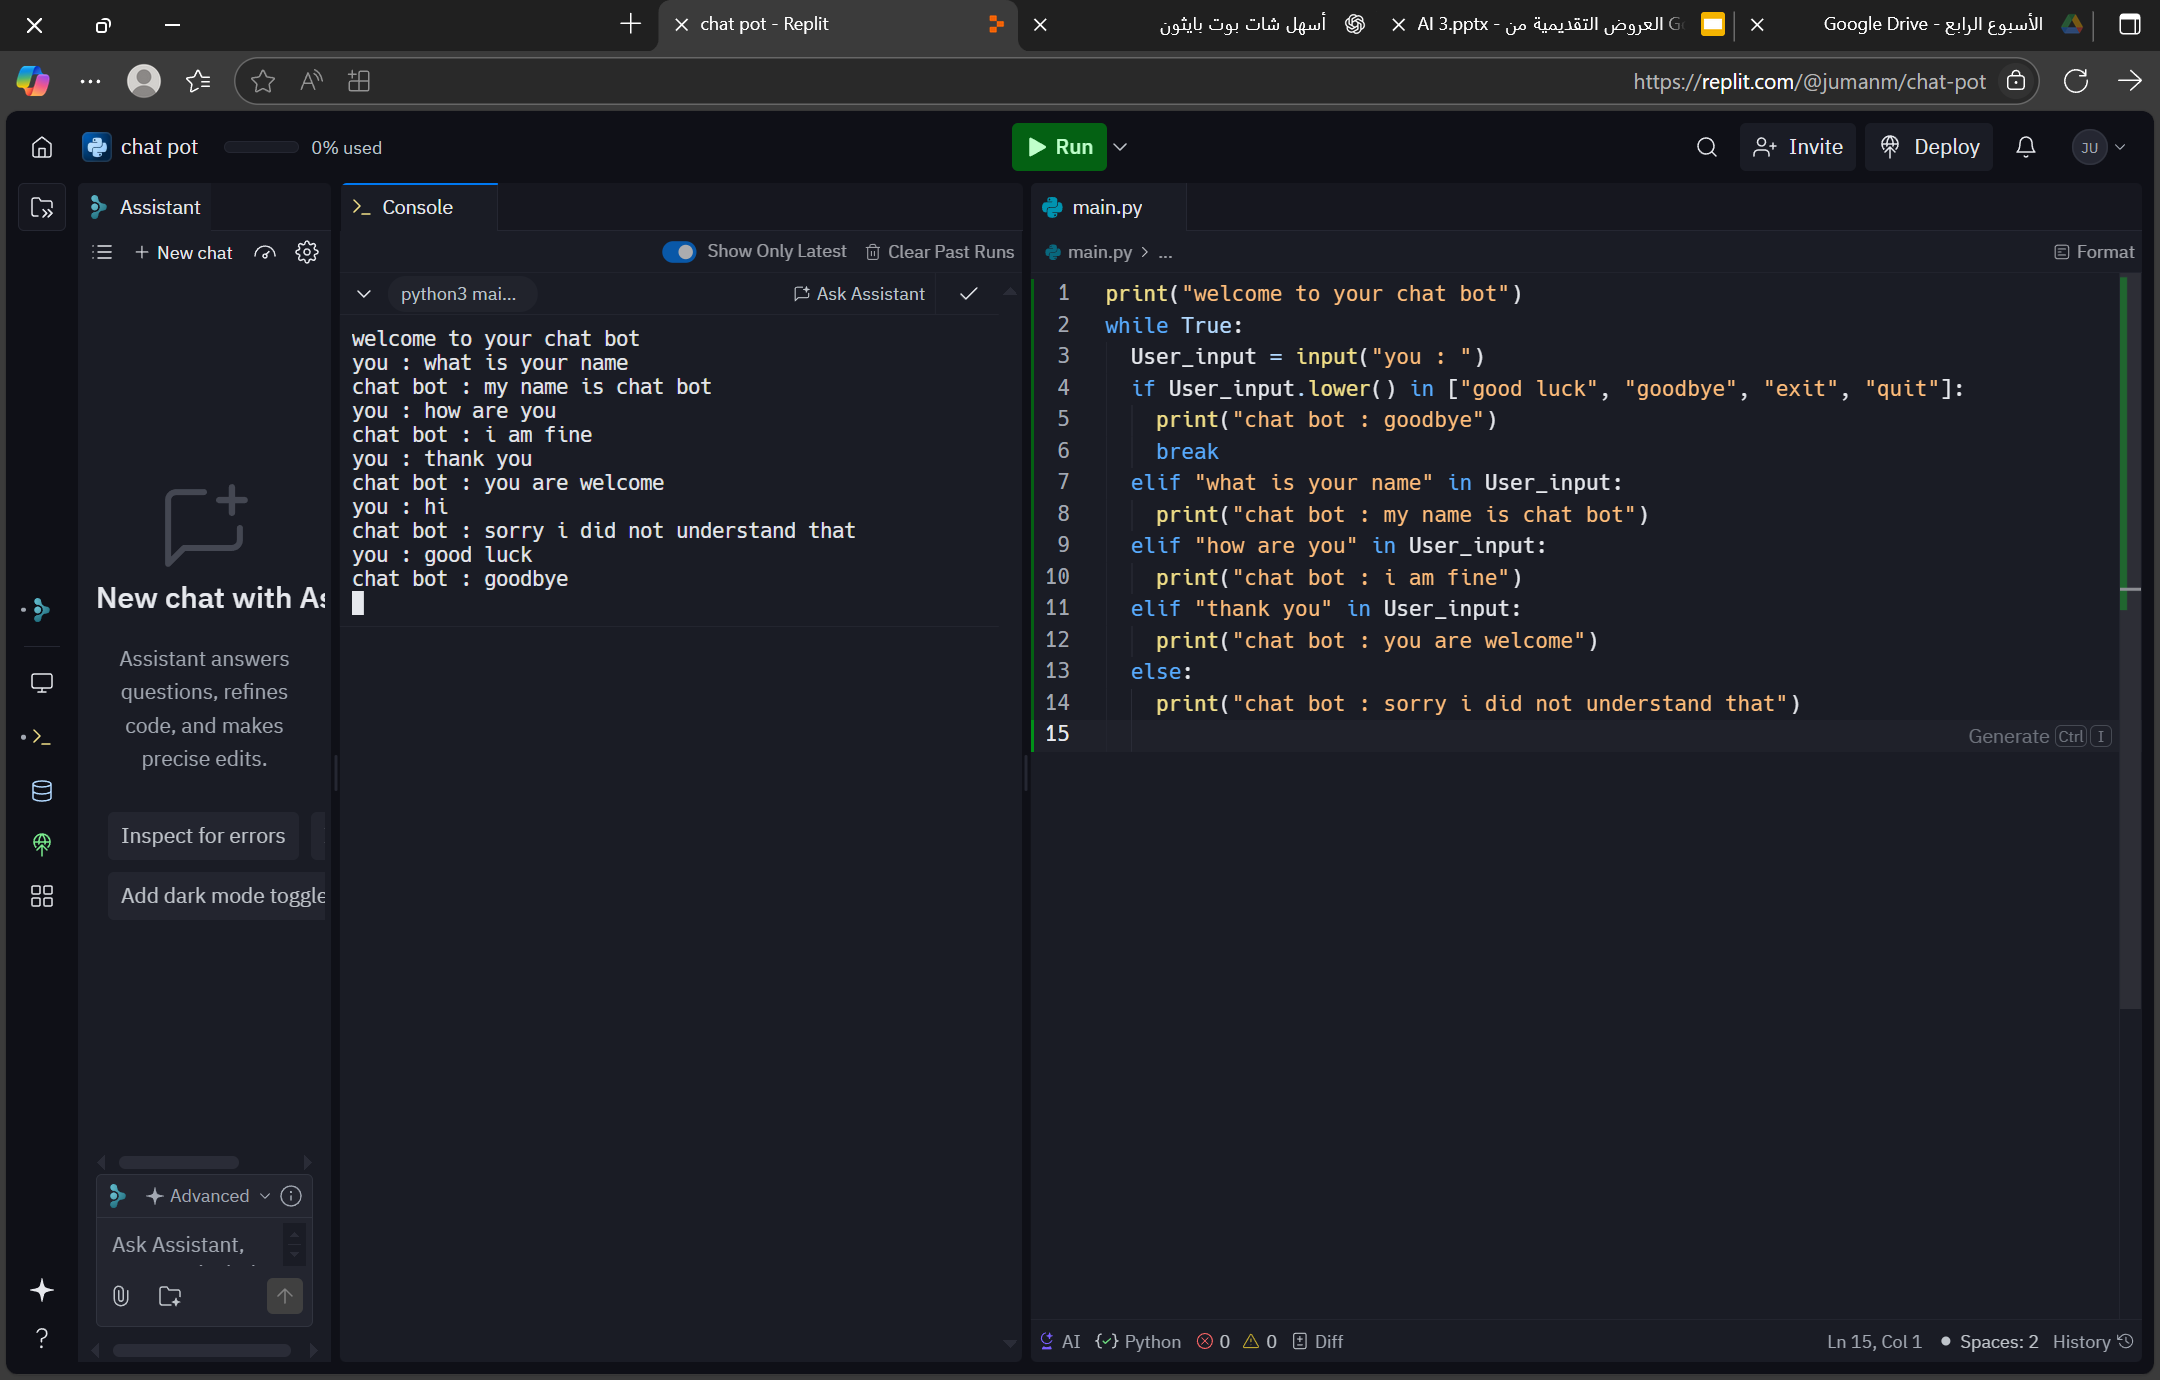 chat pot - Replit
أسهل شات بوت بايثون
العروض التقديمية من - AI 3.pptx
الأسبوع الرابع - Google Drive
https://replit.com/@jumanm/chat-pot
chat pot
0% used
Run
Invite
Deploy
JU
Assistant
New chat
New chat with As
Assistant answers
questions, refines
code, and makes
precise edits.
Inspect for errors
Add dark mode toggle
Advanced
Ask Assistant,
Console
Show Only Latest
Clear Past Runs
python3 mai...
Ask Assistant
welcome to your chat bot
you : what is your name
chat bot : my name is chat bot
you : how are you
chat bot : i am fine
you : thank you
chat bot : you are welcome
you : hi
chat bot : sorry i did not understand that
you : good luck
chat bot : goodbye
main.py
main.py > ...
Format
1 print("welcome to your chat bot")
2 while True:
3 User_input = input("you : ")
4 if User_input.lower() in ["good luck", "goodbye", "exit", "quit"]:
5 print("chat bot : goodbye")
6 break
7 elif "what is your name" in User_input:
8 print("chat bot : my name is chat bot")
9 elif "how are you" in User_input:
10 print("chat bot : i am fine")
11 elif "thank you" in User_input:
12 print("chat bot : you are welcome")
13 else:
14 print("chat bot : sorry i did not understand that")
15
Generate Ctrl I
AI
Python
0
0
Diff
Ln 15, Col 1
Spaces: 2
History